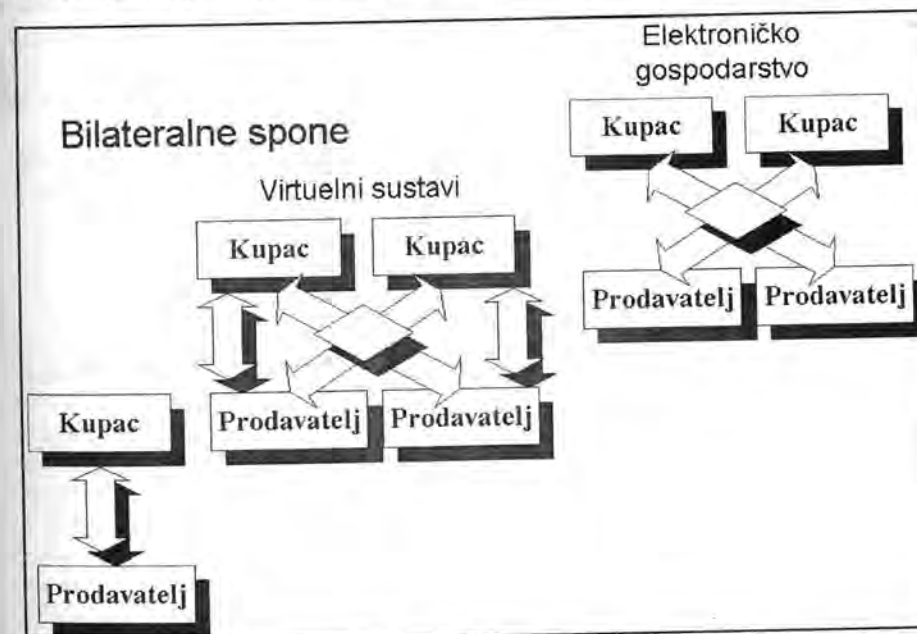 Elektroničko
gospodarstvo
Kupac Kupac
Prodavatelj Prodavatelj
Bilateralne spone
Virtuelni sustavi
Kupac Kupac
Prodavatelj Prodavatelj
Kupac
Prodavatelj